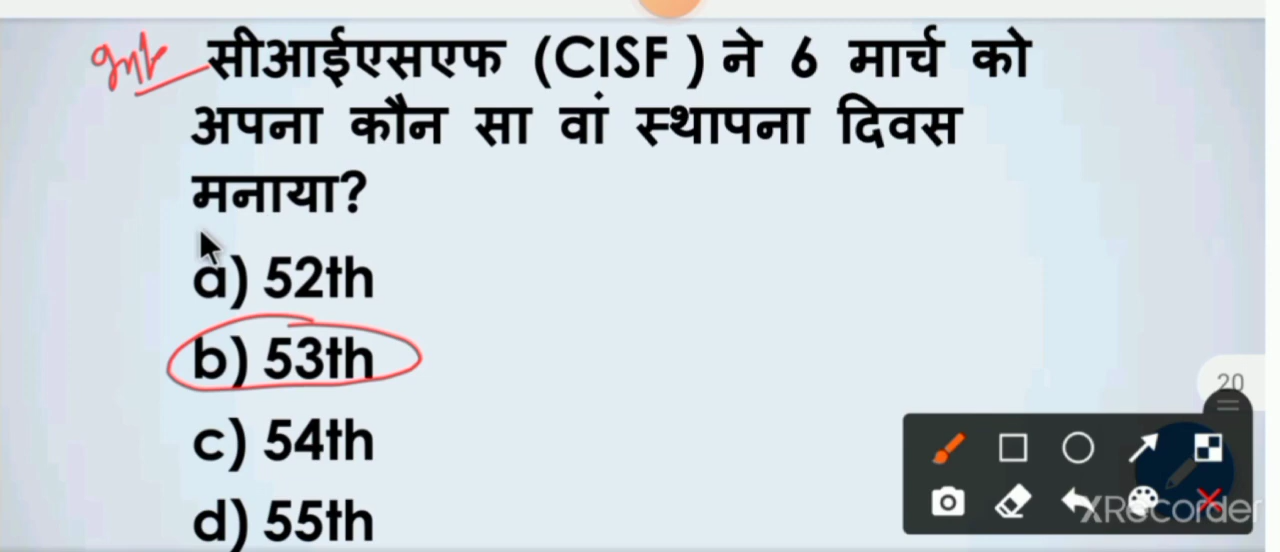 Imp सीआईएसएफ (CISF ) ने 6 मार्च को
अपना कौन सा वां स्थापना दिवस
मनाया?
a) 52th
b) 53th
c) 54th
d) 55th
20
XRecorder